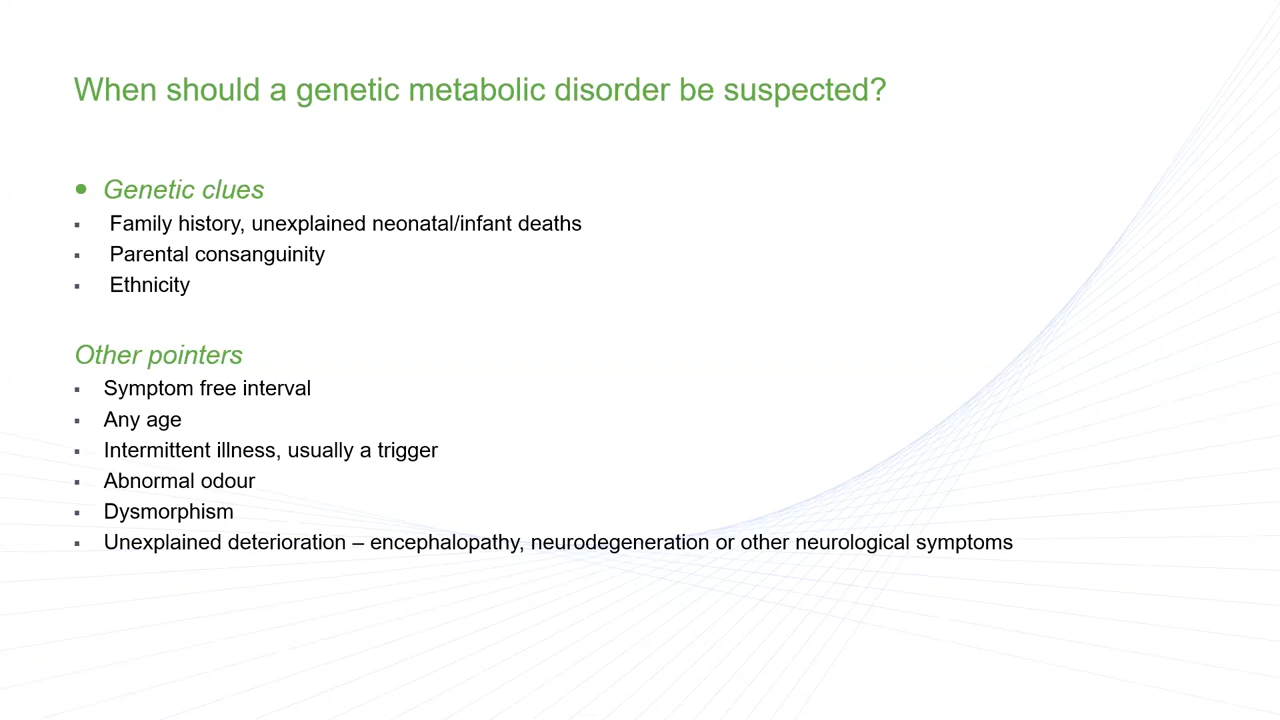 When should a genetic metabolic disorder be suspected?
• Genetic clues
▪ Family history, unexplained neonatal/infant deaths
▪ Parental consanguinity
▪ Ethnicity
Other pointers
▪ Symptom free interval
▪ Any age
▪ Intermittent illness, usually a trigger
▪ Abnormal odour
▪ Dysmorphism
▪ Unexplained deterioration – encephalopathy, neurodegeneration or other neurological symptoms